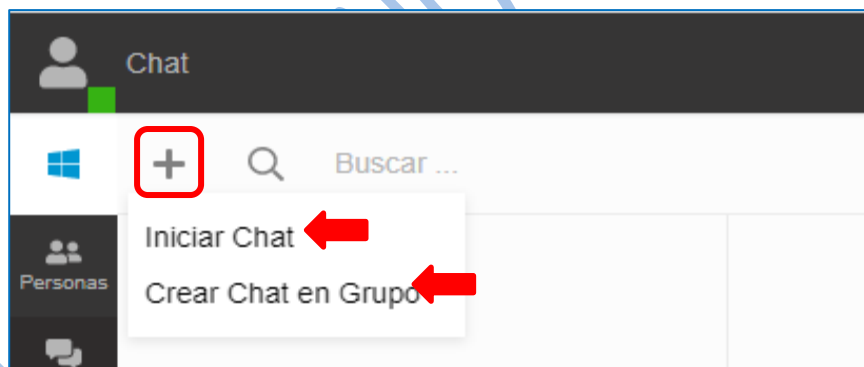 Chat
Buscar ...
Iniciar Chat
Personas
Crear Chat en Grupo